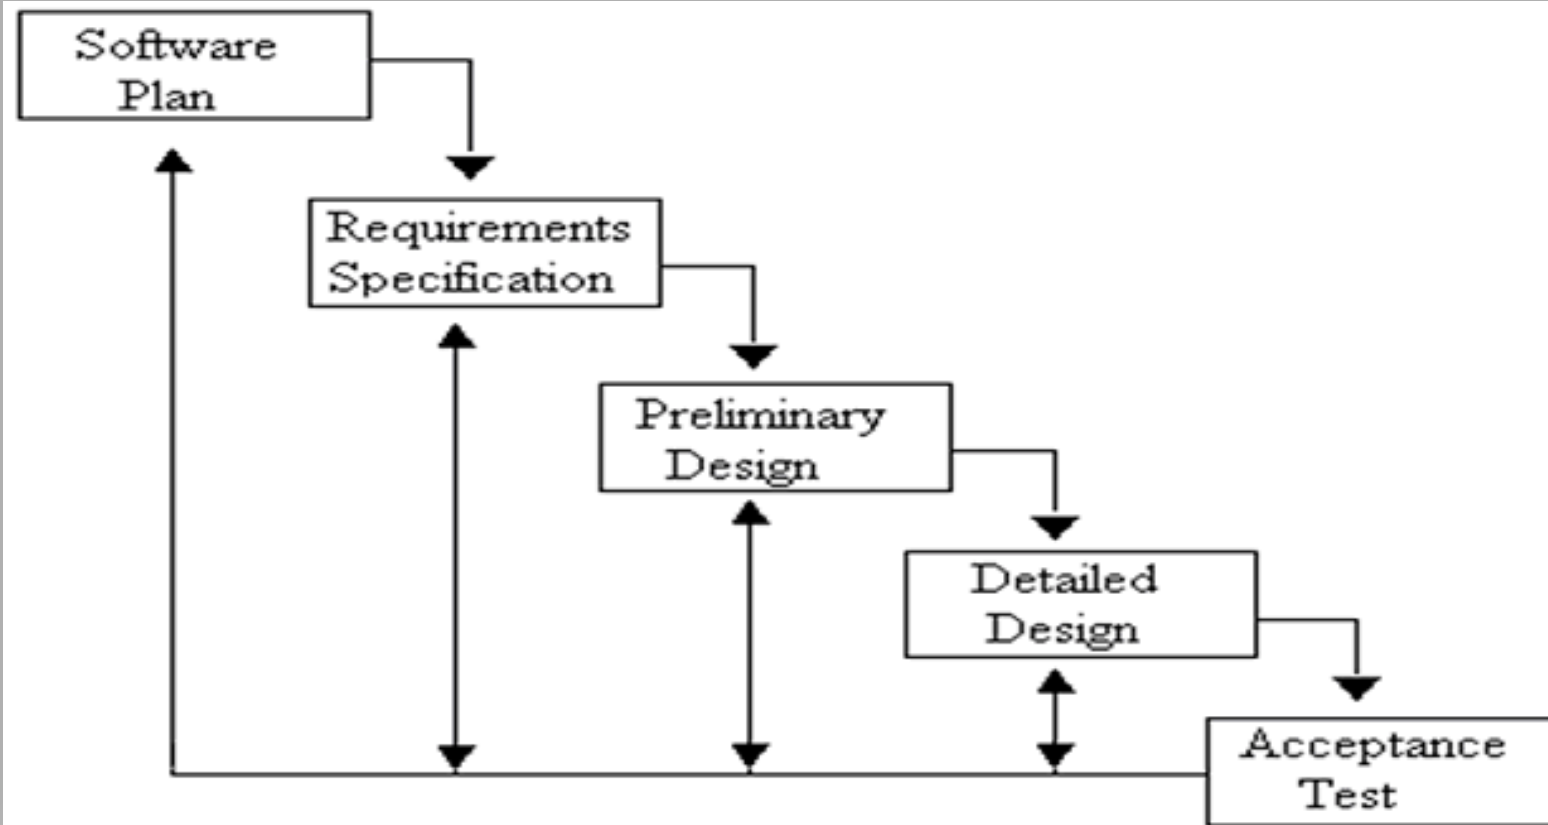 Software
Plan
Requirements
Specification
Preliminary
Design
Detailed
Design
Acceptance
Test